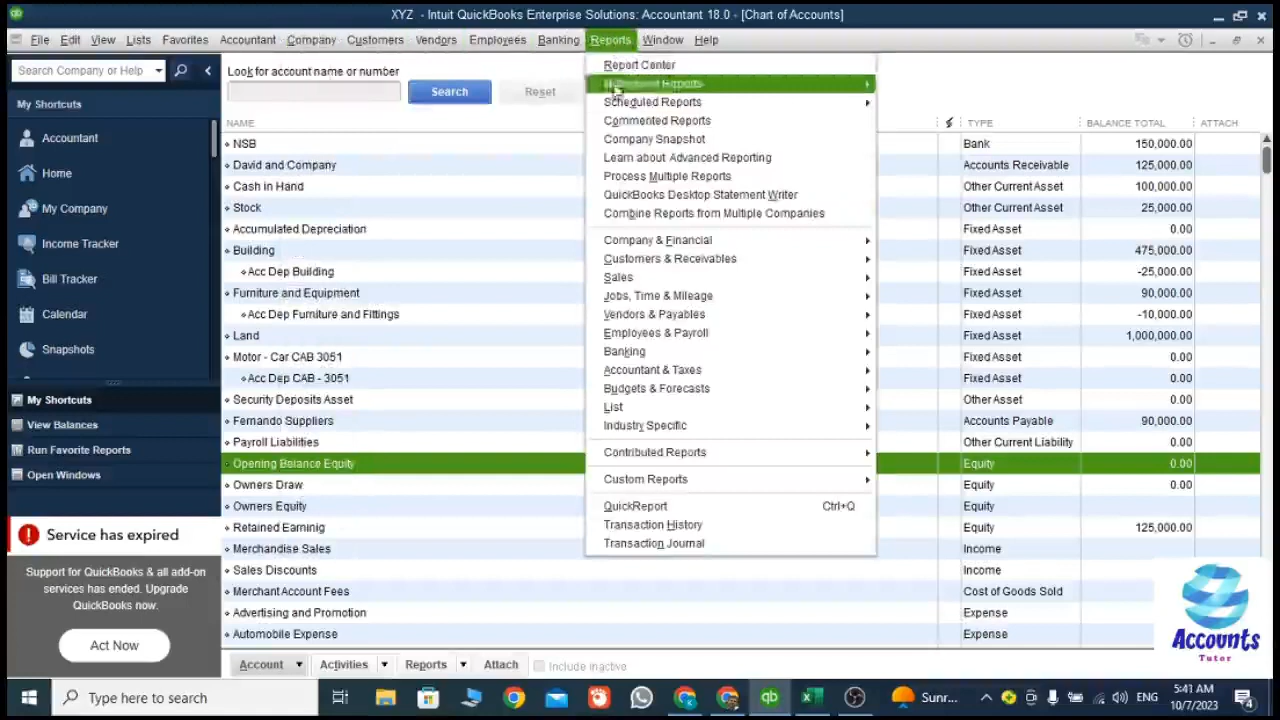 XYZ - Intuit QuickBooks Enterprise Solutions: Accountant 18.0 - [Chart of Accounts]
File Edit View Lists Favorites Accountant Company Customers Vendors Employees Banking Reports Window Help
Search Company or Help
My Shortcuts
Accountant
Home
My Company
Income Tracker
Bill Tracker
Calendar
Snapshots
My Shortcuts
View Balances
Run Favorite Reports
Open Windows
Service has expired
Support for QuickBooks & all add-on
services has ended. Upgrade
QuickBooks now.
Act Now
Look for account name or number
Search Reset
NAME TYPE BALANCE TOTAL ATTACH
NSB Bank 150,000.00
David and Company Accounts Receivable 125,000.00
Cash in Hand Other Current Asset 100,000.00
Stock Other Current Asset 25,000.00
Accumulated Depreciation Fixed Asset 0.00
Building Fixed Asset 475,000.00
Acc Dep Building Fixed Asset -25,000.00
Furniture and Equipment Fixed Asset 90,000.00
Acc Dep Furniture and Fittings Fixed Asset -10,000.00
Land Fixed Asset 1,000,000.00
Motor - Car CAB 3051 Fixed Asset 0.00
Acc Dep CAB - 3051 Fixed Asset 0.00
Security Deposits Asset Other Asset 0.00
Fernando Suppliers Accounts Payable 90,000.00
Payroll Liabilities Other Current Liability 0.00
Opening Balance Equity Equity 0.00
Owners Draw Equity 0.00
Owners Equity Equity
Retained Earninig Equity 125,000.00
Merchandise Sales Income
Sales Discounts Income
Merchant Account Fees Cost of Goods Sold
Advertising and Promotion Expense
Automobile Expense Expense
Report Center
Reports
Scheduled Reports
Commented Reports
Company Snapshot
Learn about Advanced Reporting
Process Multiple Reports
QuickBooks Desktop Statement Writer
Combine Reports from Multiple Companies
Company & Financial
Customers & Receivables
Sales
Jobs, Time & Mileage
Vendors & Payables
Employees & Payroll
Banking
Accountant & Taxes
Budgets & Forecasts
List
Industry Specific
Contributed Reports
Custom Reports
QuickReport Ctrl+Q
Transaction History
Transaction Journal
Account Activities Reports Attach Include inactive
Accounts
Tutor
Type here to search
Sunr...
ENG
5:41 AM
10/7/2023
4